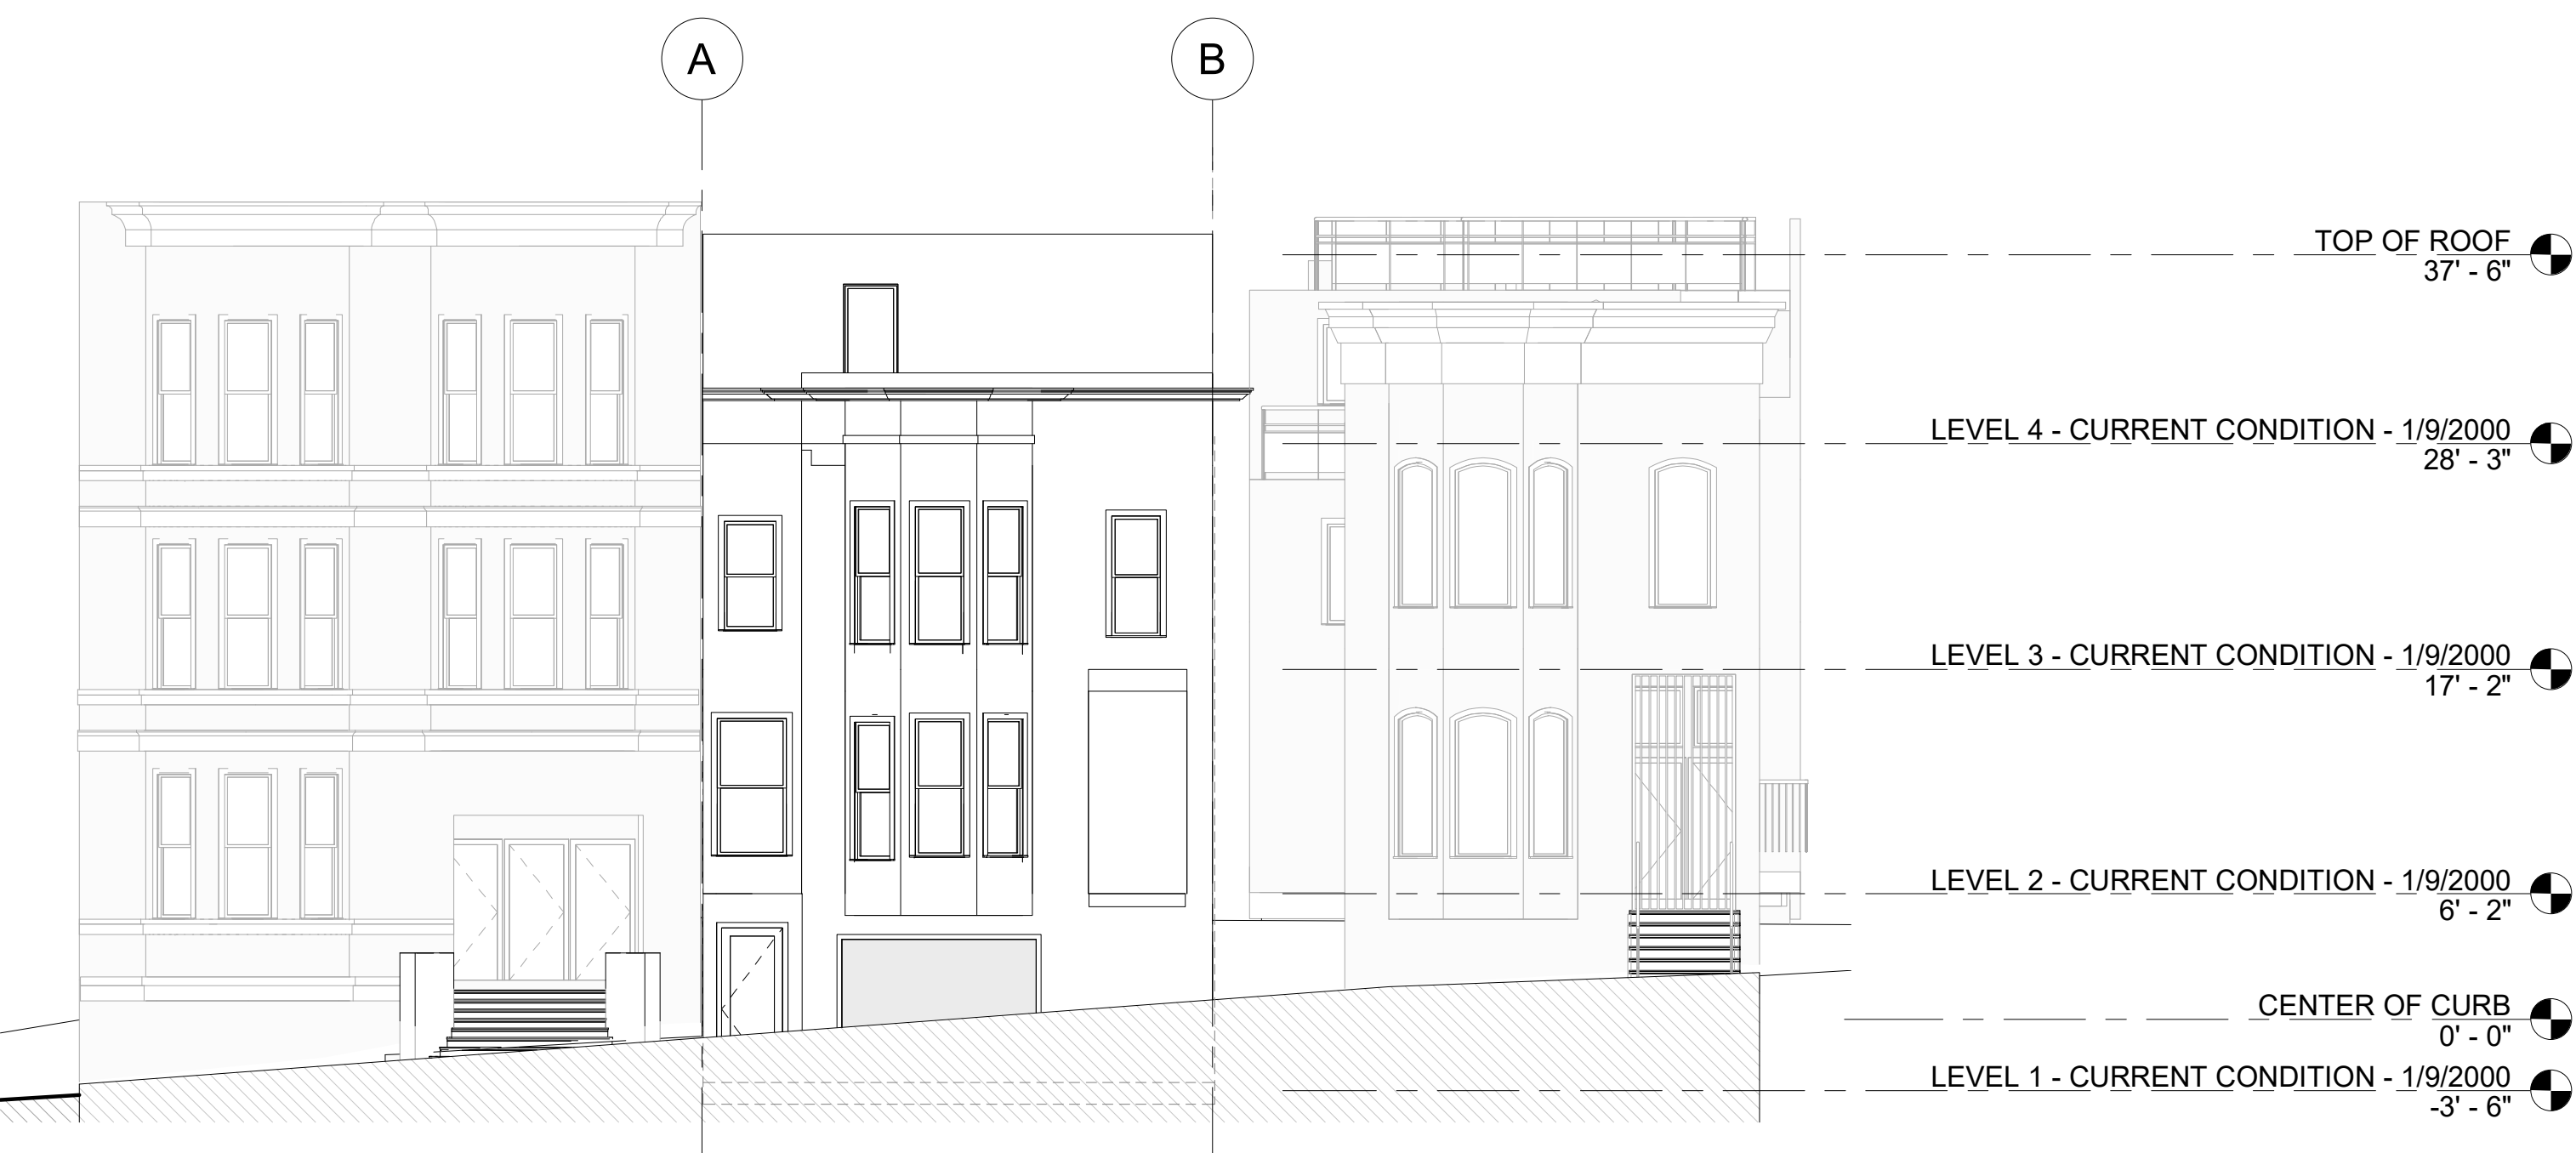 A
B
TOP OF ROOF
37' - 6"
LEVEL 4 - CURRENT CONDITION - 1/9/2000
28' - 3"
LEVEL 3 - CURRENT CONDITION - 1/9/2000
17' - 2"
LEVEL 2 - CURRENT CONDITION - 1/9/2000
6' - 2"
CENTER OF CURB
0' - 0"
LEVEL 1 - CURRENT CONDITION - 1/9/2000
-3' - 6"